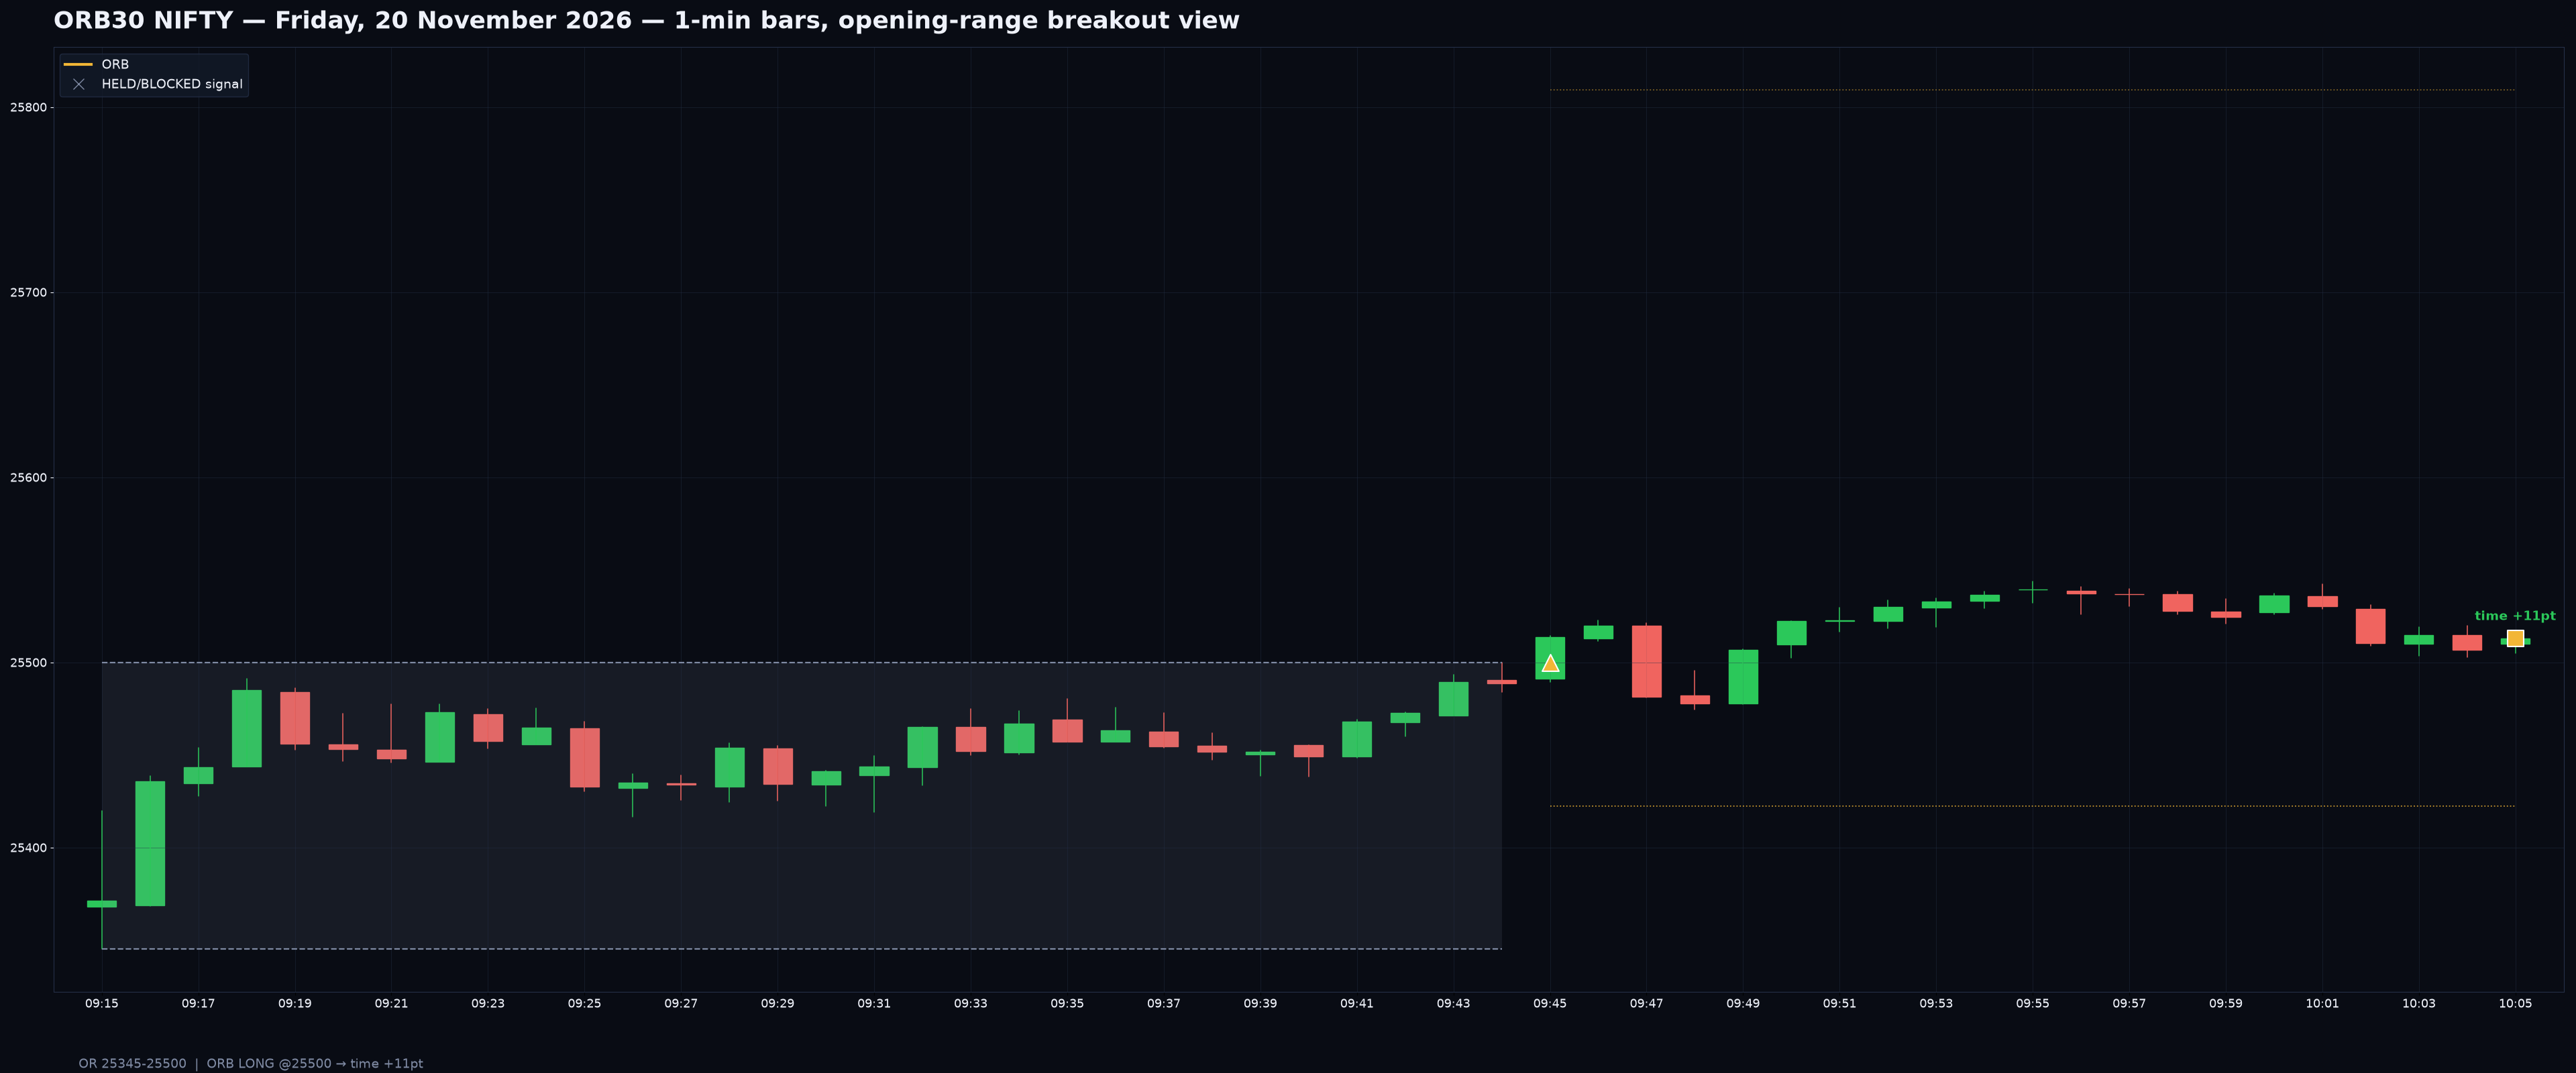 ORB30 NIFTY — Friday, 20 November 2026 — 1-min bars, opening-range breakout view
ORB
HELD/BLOCKED signal
25800
25700
25600
25500
25400
time +11pt
09:15 09:17 09:19 09:21 09:23 09:25 09:27 09:29 09:31 09:33 09:35 09:37 09:39 09:41 09:43 09:45 09:47 09:49 09:51 09:53 09:55 09:57 09:59 10:01 10:03 10:05
OR 25345-25500 | ORB LONG @25500 → time +11pt